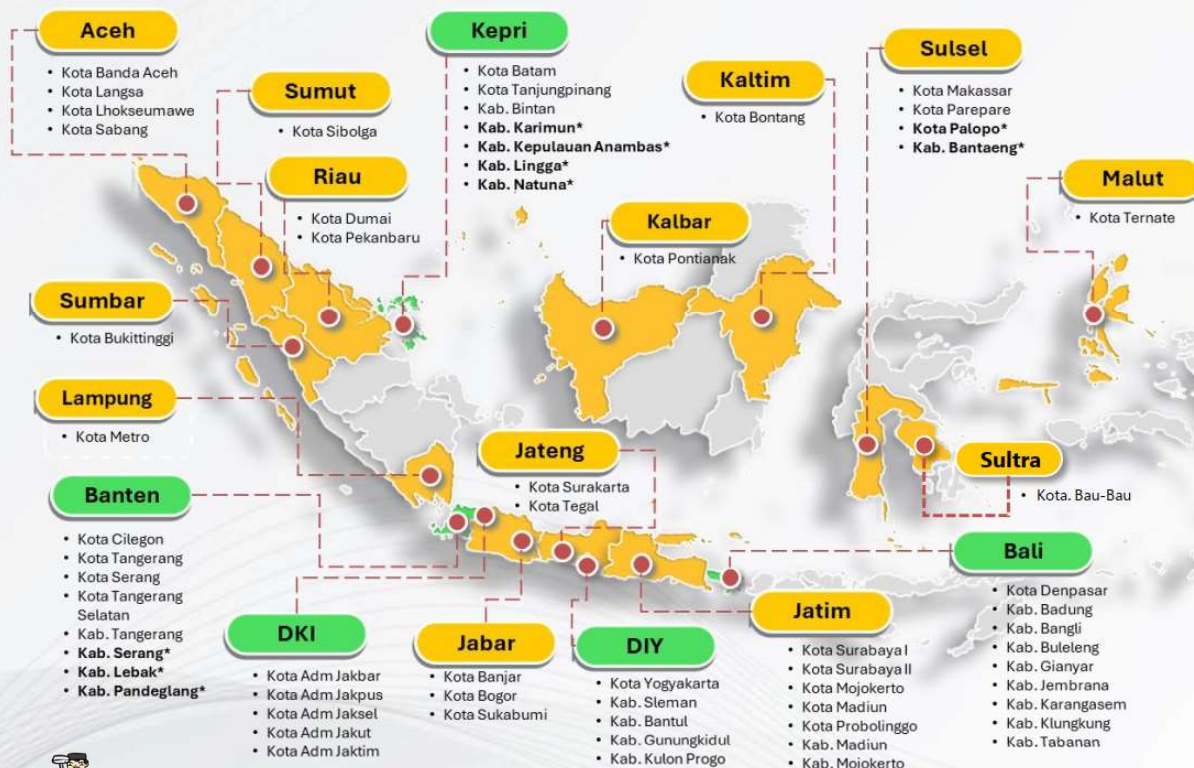 Aceh
• Kota Banda Aceh
• Kota Langsa
• Kota Lhokseumawe
• Kota Sabang
Sumut
• Kota Sibolga
Riau
• Kota Dumai
• Kota Pekanbaru
Kepri
• Kota Batam
• Kota Tanjungpinang
• Kab. Bintan
• Kab. Karimun*
• Kab. Kepulauan Anambas*
• Kab. Lingga*
• Kab. Natuna*
Kaltim
• Kota Bontang
Kalbar
• Kota Pontianak
Sulsel
• Kota Makassar
• Kota Parepare
• Kota Palopo*
• Kab. Bantaeng*
Malut
• Kota Ternate
Sumbar
• Kota Bukittinggi
Lampung
• Kota Metro
Banten
• Kota Cilegon
• Kota Tangerang
• Kota Serang
• Kota Tangerang
Selatan
• Kab. Tangerang
• Kab. Serang*
• Kab. Lebak*
• Kab. Pandeglang*
Jateng
• Kota Surakarta
• Kota Tegal
Sultra
• Kota. Bau-Bau
DKI
• Kota Adm Jakbar
• Kota Adm Jakpus
• Kota Adm Jaksel
• Kota Adm Jakut
• Kota Adm Jaktim
Jabar
• Kota Banjar
• Kota Bogor
• Kota Sukabumi
DIY
• Kota Yogyakarta
• Kab. Sleman
• Kab. Bantul
• Kab. Gunungkidul
• Kab. Kulon Progo
Jatim
• Kota Surabaya I
• Kota Surabaya II
• Kota Mojokerto
• Kota Madiun
• Kota Probolinggo
• Kab. Madiun
• Kab. Mojokerto
Bali
• Kota Denpasar
• Kab. Badung
• Kab. Bangli
• Kab. Buleleng
• Kab. Gianyar
• Kab. Jembrana
• Kab. Karangasem
• Kab. Klungkung
• Kab. Tabanan